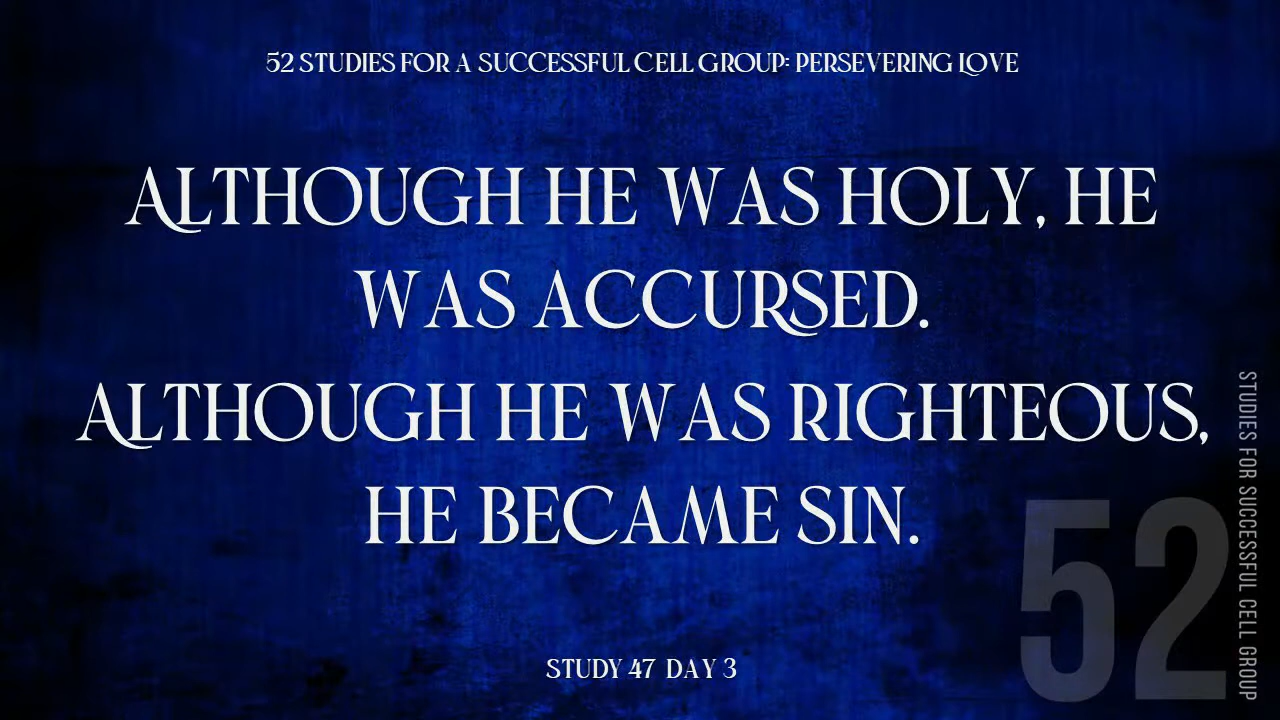 52 STUDIES FOR A SUCCESSFUL CELL GROUP: PERSEVERING LOVE
ALTHOUGH HE WAS HOLY, HE
WAS ACCURSED.
ALTHOUGH HE WAS RIGHTEOUS,
HE BECAME SIN.
STUDY 47 DAY 3
52
STUDIES FOR SUCCESSFUL CELL GROUP